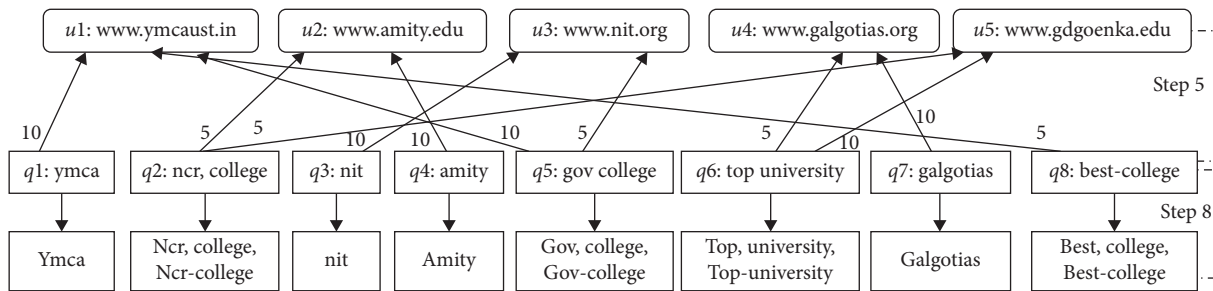 u1: www.ymcaust.in
u2: www.amity.edu
u3: www.nit.org
u4: www.galgotias.org
u5: www.gdgoenka.edu
Step 5
10
5
5
10
10
10
5
5
10
10
5
q1: ymca
q2: ncr, college
q3: nit
q4: amity
q5: gov college
q6: top university
q7: galgotias
q8: best-college
Step 8
Ymca
Ncr, college,
Ncr-college
nit
Amity
Gov, college,
Gov-college
Top, university,
Top-university
Galgotias
Best, college,
Best-college